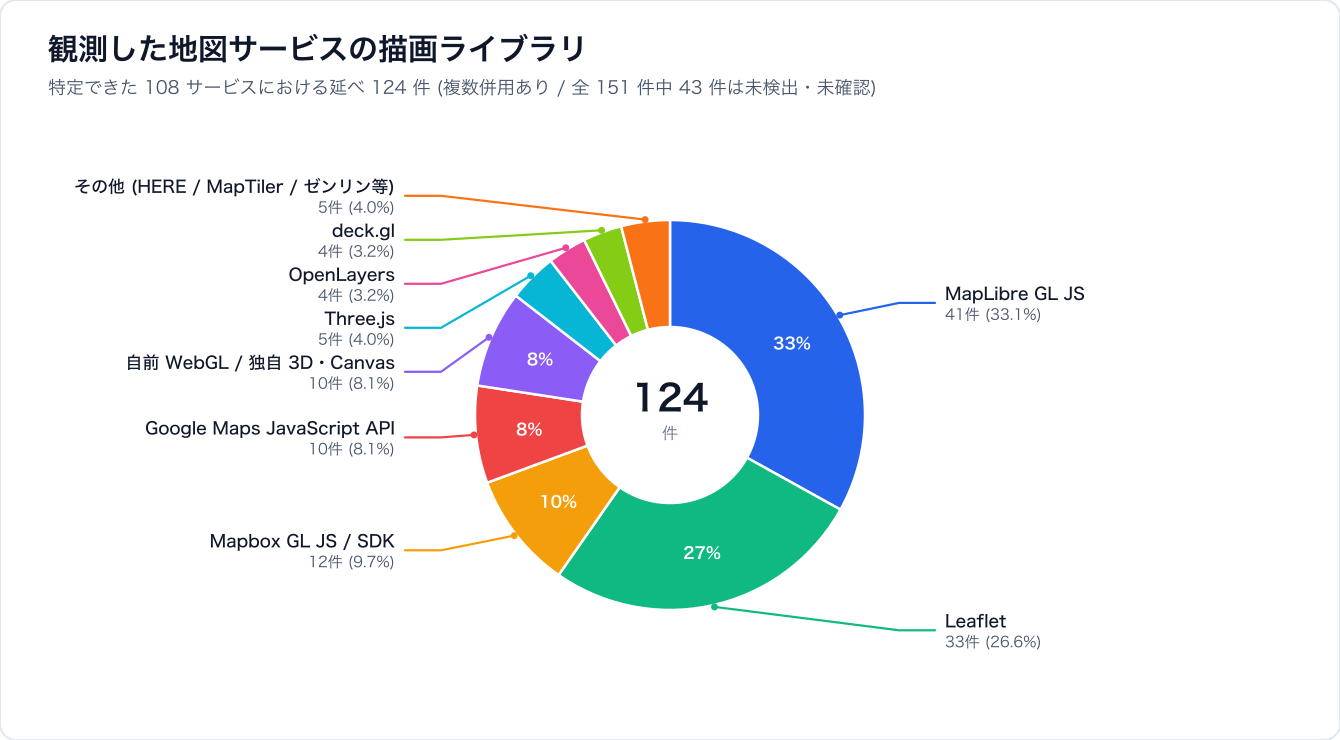 観測した地図サービスの描画ライブラリ
特定できた 108 サービスにおける延べ 124 件 (複数併用あり / 全 151 件中 43 件は未検出・未確認)
その他 (HERE / MapTiler / ゼンリン等)
5件 (4.0%)
deck.gl
4件 (3.2%)
OpenLayers
4件 (3.2%)
Three.js
5件 (4.0%)
自前 WebGL / 独自 3D・Canvas
10件 (8.1%)
Google Maps JavaScript API
10件 (8.1%)
Mapbox GL JS / SDK
12件 (9.7%)
MapLibre GL JS
41件 (33.1%)
Leaflet
33件 (26.6%)
33%
27%
10%
8%
8%
124
件